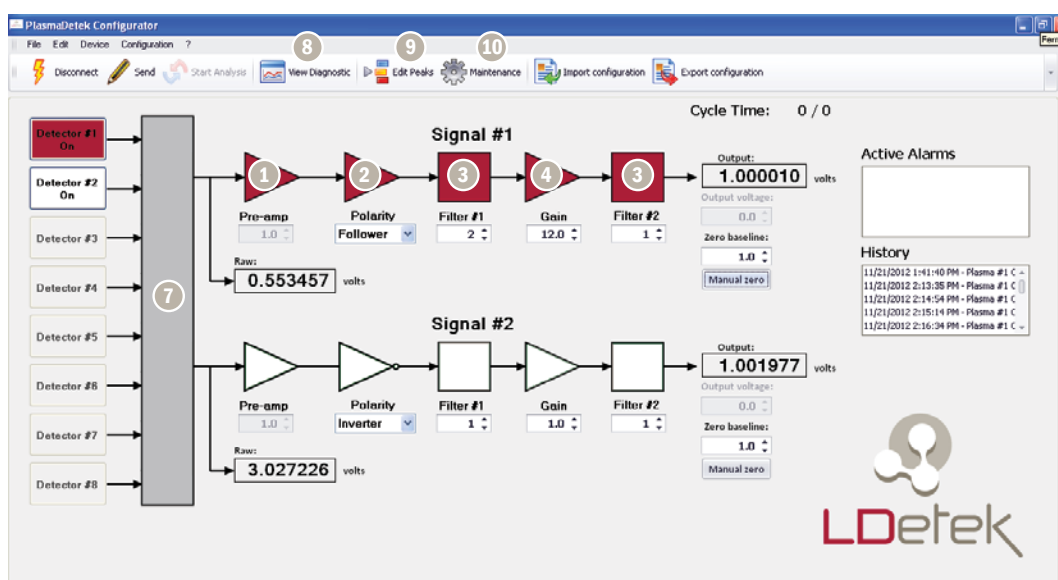 PlasmaDetek Configurator
File Edit Device Configuration ?
Ferm
8 9 10
Disconnect Send Start Analysis View Diagnostic Edit Peaks Maintenance Import configuration Export configuration
Cycle Time: 0 / 0
Detector #1
On
Detector #2
On
Detector #3
Detector #4
Detector #5
Detector #6
Detector #7
Detector #8
7
Signal #1
1 2 3 4 3
Pre-amp
1.0
Polarity
Follower
Filter #1
2
Gain
12.0
Filter #2
1
Output:
1.000010 volts
Output voltage:
0.0
Zero baseline:
1.0
Manual zero
Raw:
0.553457 volts
Signal #2
Pre-amp
1.0
Polarity
Inverter
Filter #1
1
Gain
1.0
Filter #2
1
Output:
1.001977 volts
Output voltage:
0.0
Zero baseline:
1.0
Manual zero
Raw:
3.027226 volts
Active Alarms
History
11/21/2012 1:41:40 PM - Plasma #1 C
11/21/2012 2:13:35 PM - Plasma #1 C
11/21/2012 2:14:54 PM - Plasma #1 C
11/21/2012 2:15:14 PM - Plasma #1 C
11/21/2012 2:16:34 PM - Plasma #1 C
LDetek